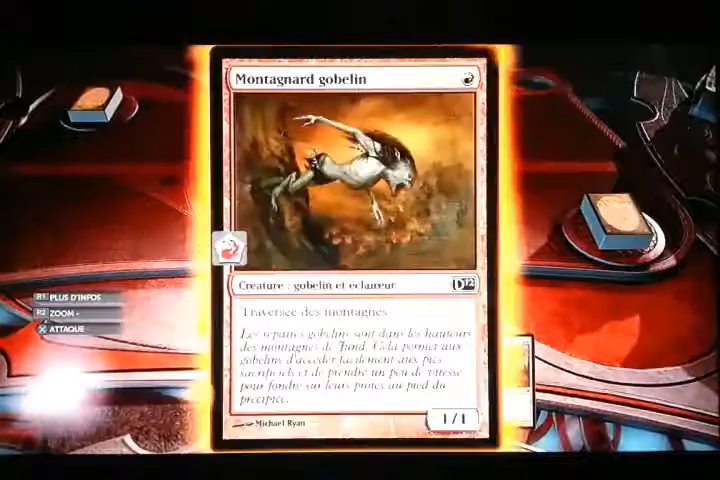 Montagnard gobelin
R1 PLUS D'INFOS
R2 ZOOM -
ATTAQUE
Créature : gobelin et éclaireur
D12
Traversée des montagnes
Les repaires gobelins sont dans les hauteurs
des montagnes de Jund. Cela permet aux
gobelins d'accéder facilement aux pics
sacrificiels et de prendre un peu de vitesse
pour fondre sur leurs proies au pied du
précipice.
1/1
Michael Ryan